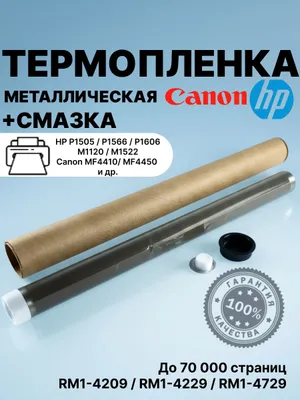 ТЕРМОПЛЕНКА
МЕТАЛЛИЧЕСКАЯ Canon hp
+СМАЗКА
HP P1505 / P1566 / P1606
M1120 / M1522
Canon MF4410/ MF4450
и др.
ГАРАНТИЯ
100%
КАЧЕСТВА
До 70 000 страниц
RM1-4209 / RM1-4229 / RM1-4729